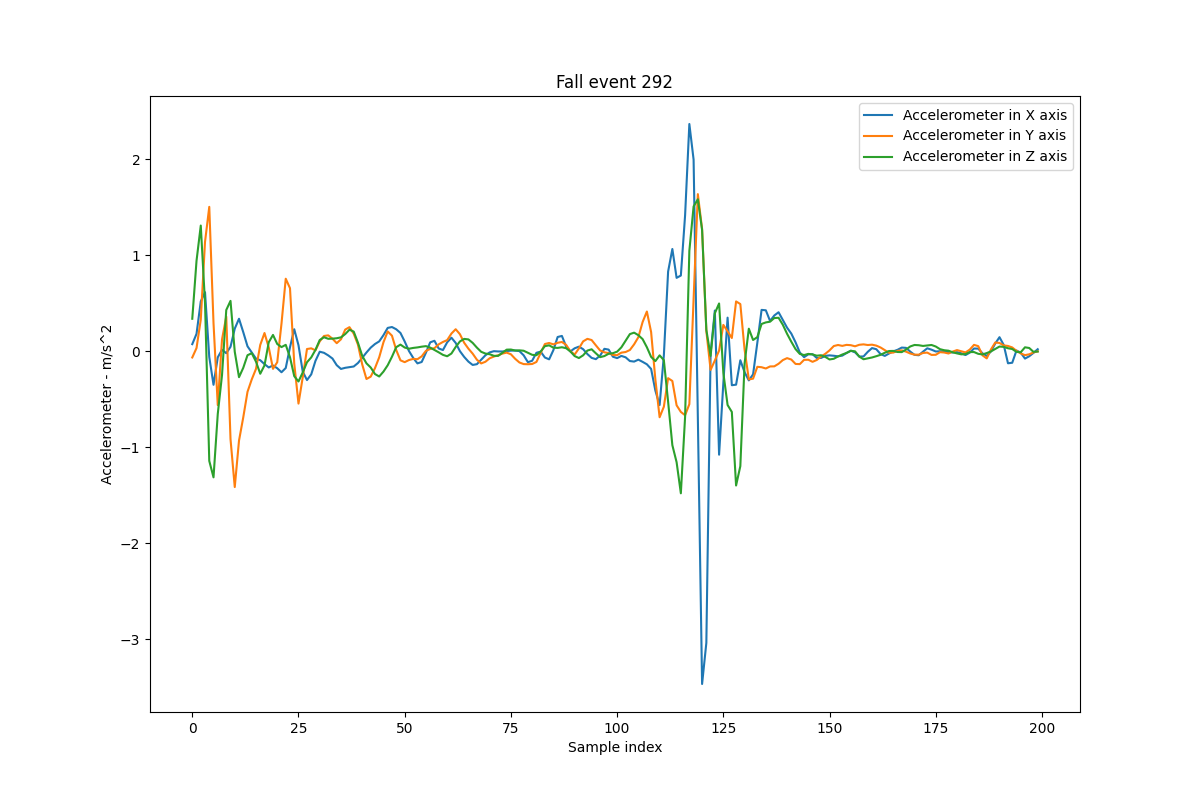 Fall event 292
Accelerometer in X axis
Accelerometer in Y axis
Accelerometer in Z axis
Accelerometer - m/s^2
2
1
0
−1
−2
−3
0
25
50
75
100
125
150
175
200
Sample index